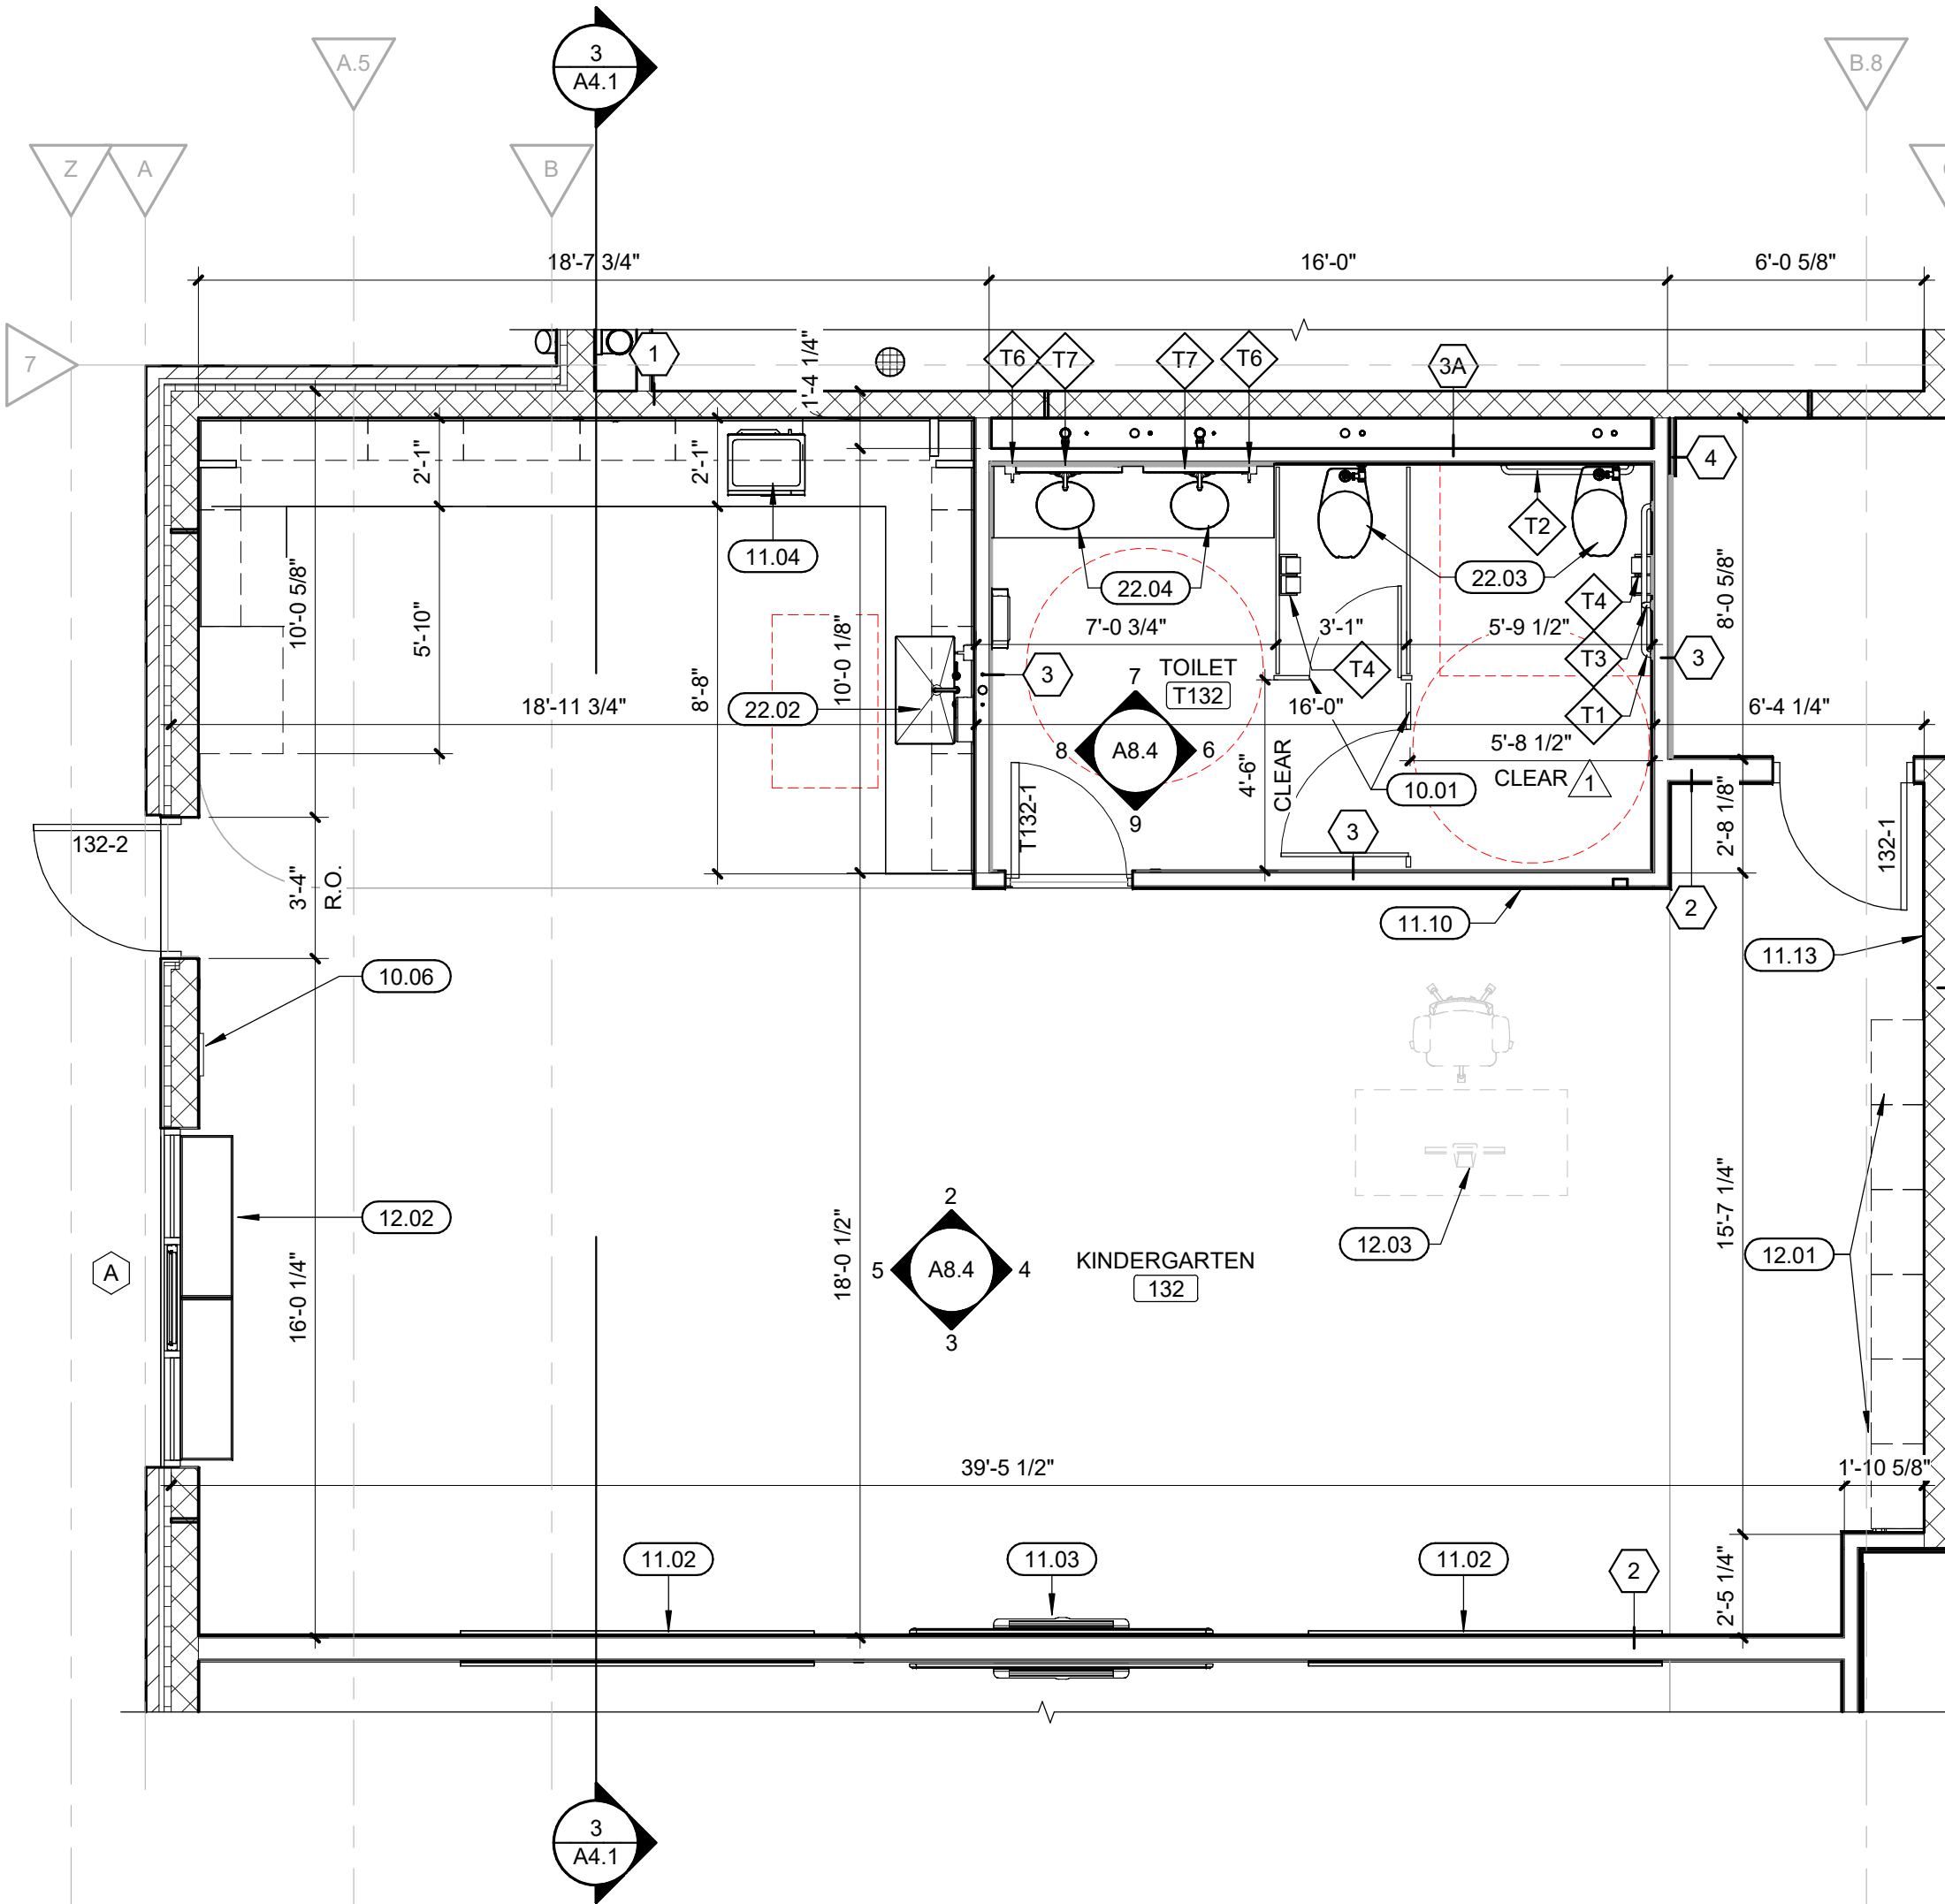 3
A4.1
A.5
B.8
Z
A
B
18'-7 3/4"
16'-0"
6'-0 5/8"
7
1
1'-4 1/4"
T6
T7
T7
T6
3A
4
2'-1"
2'-1"
T2
11.04
22.04
22.03
10'-0 5/8"
5'-10"
8'-8"
10'-0 1/8"
8'-0 5/8"
T4
7'-0 3/4"
3'-1"
5'-9 1/2"
3
TOILET
T132
7
T4
T3
3
22.02
18'-11 3/4"
16'-0"
T1
6'-4 1/4"
8
A8.4
6
9
4'-6"
CLEAR
5'-8 1/2"
CLEAR
1
10.01
2'-8 1/8"
T132-1
3
132-1
132-2
3'-4"
R.O.
2
11.10
11.13
10.06
12.02
2
5
A8.4
4
3
KINDERGARTEN
132
12.03
12.01
A
16'-0 1/4"
18'-0 1/2"
15'-7 1/4"
39'-5 1/2"
1'-10 5/8"
11.02
11.03
11.02
2
2'-5 1/4"
3
A4.1